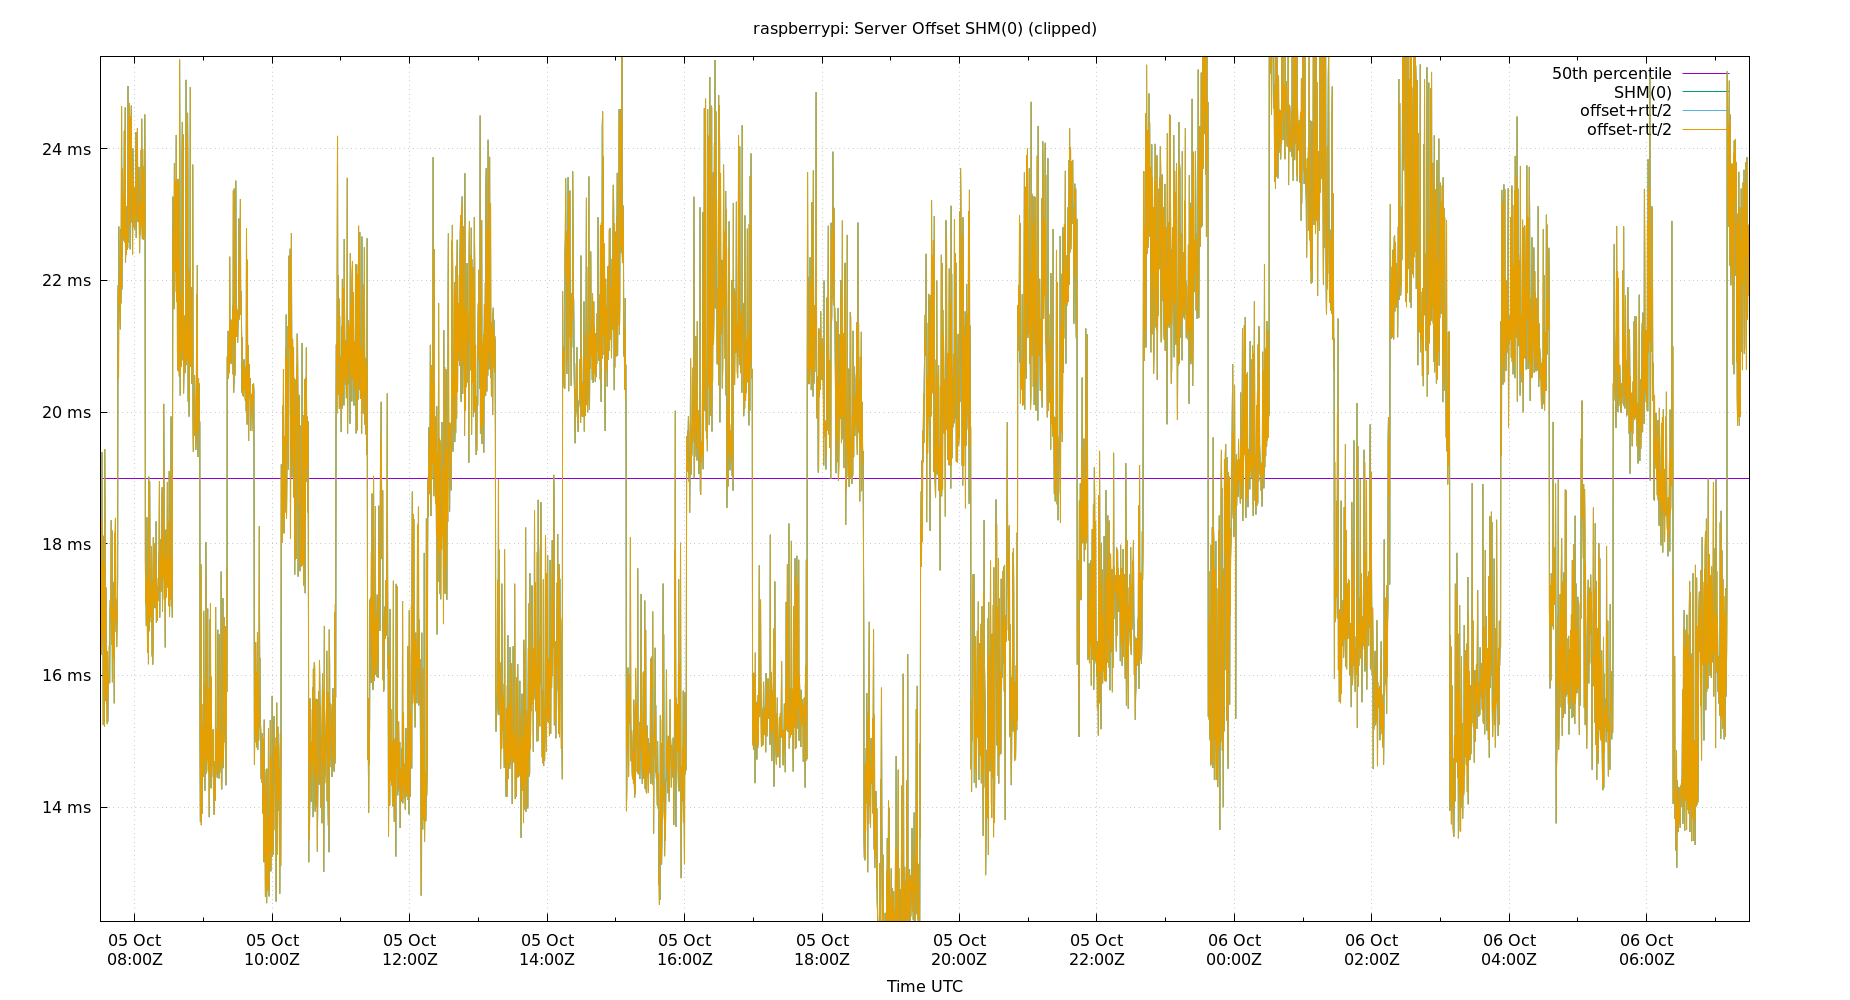 raspberrypi: Server Offset SHM(0) (clipped)
50th percentile
SHM(0)
offset+rtt/2
offset-rtt/2
24 ms
22 ms
20 ms
18 ms
16 ms
14 ms
05 Oct 05 Oct 05 Oct 05 Oct 05 Oct 05 Oct 05 Oct 05 Oct 06 Oct 06 Oct 06 Oct 06 Oct
08:00Z 10:00Z 12:00Z 14:00Z 16:00Z 18:00Z 20:00Z 22:00Z 00:00Z 02:00Z 04:00Z 06:00Z
Time UTC